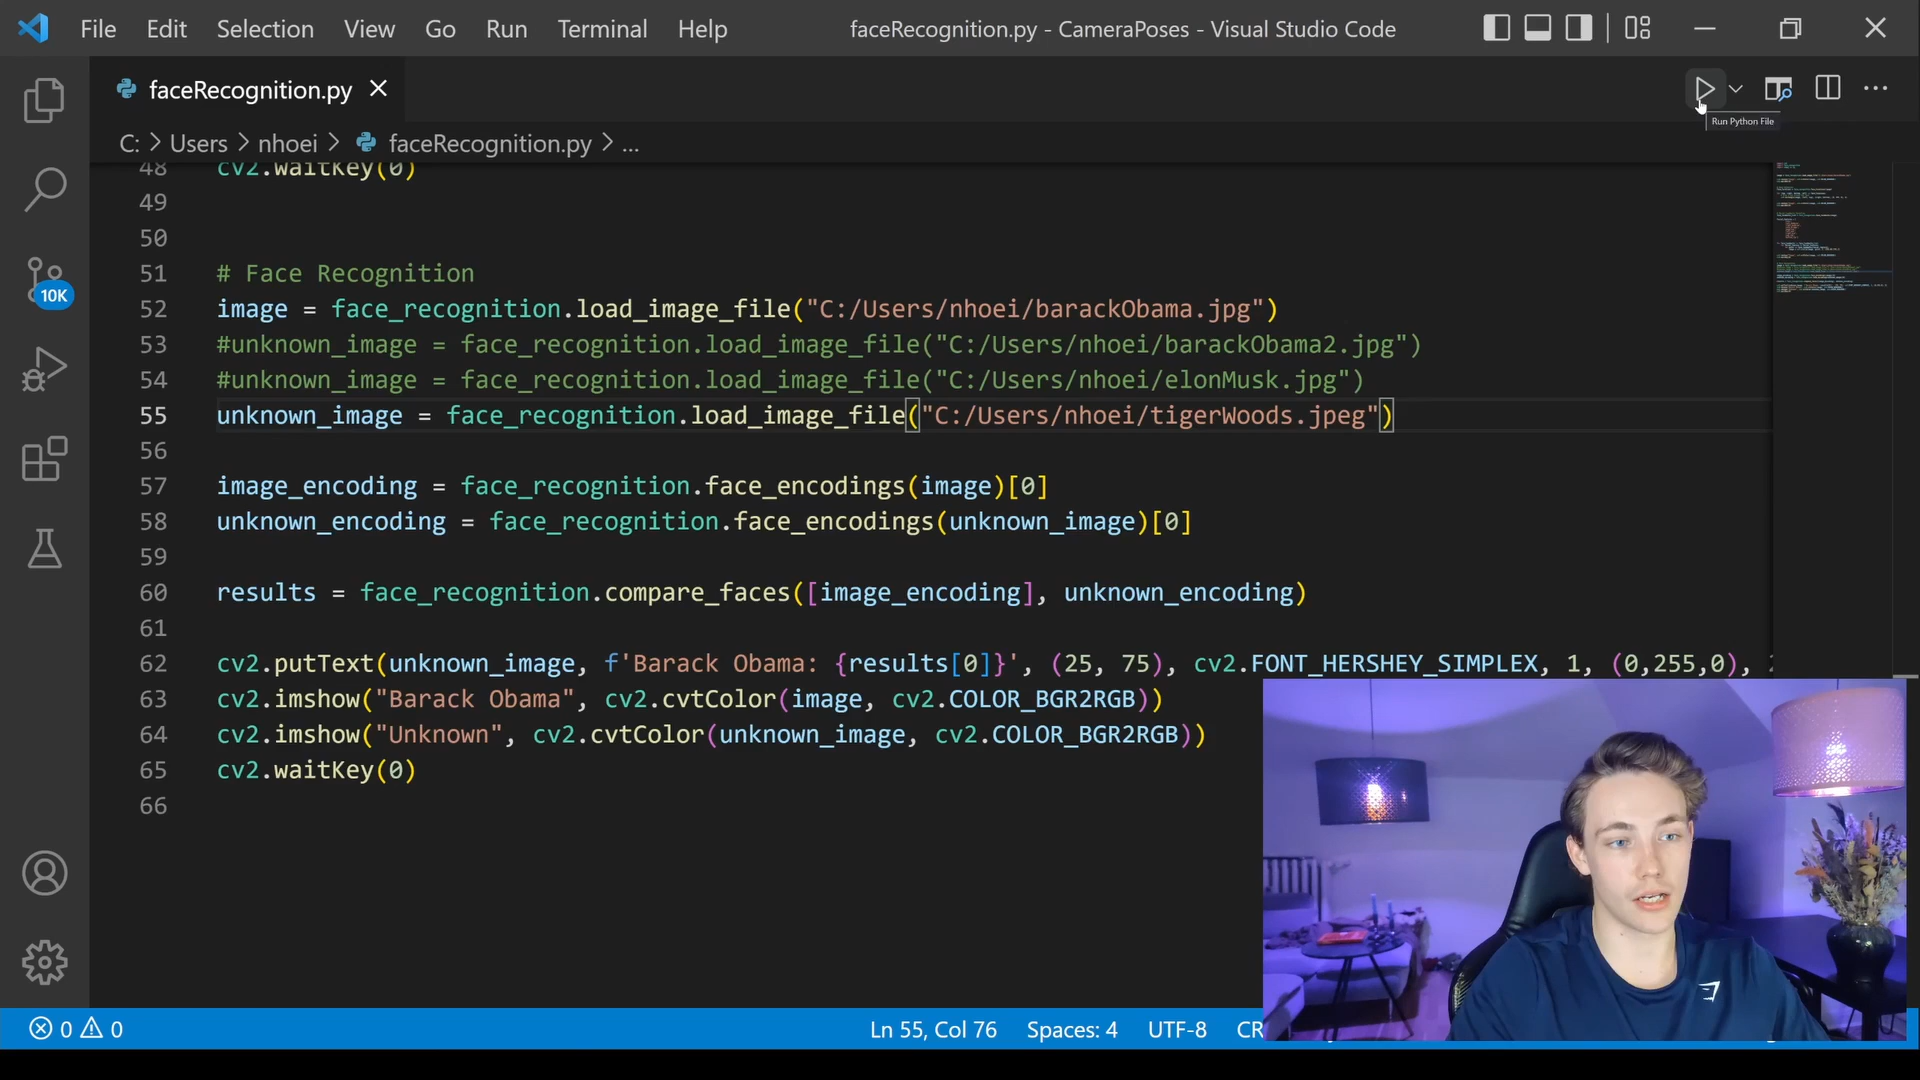 File Edit Selection View Go Run Terminal Help faceRecognition.py - CameraPoses - Visual Studio Code
faceRecognition.py
Run Python File
C: > Users > nhoei > faceRecognition.py > ...
48 cv2.waitKey(0)
49
50
51 # Face Recognition
52 image = face_recognition.load_image_file("C:/Users/nhoei/barackObama.jpg")
53 #unknown_image = face_recognition.load_image_file("C:/Users/nhoei/barackObama2.jpg")
54 #unknown_image = face_recognition.load_image_file("C:/Users/nhoei/elonMusk.jpg")
55 unknown_image = face_recognition.load_image_file("C:/Users/nhoei/tigerWoods.jpeg")
56
57 image_encoding = face_recognition.face_encodings(image)[0]
58 unknown_encoding = face_recognition.face_encodings(unknown_image)[0]
59
60 results = face_recognition.compare_faces([image_encoding], unknown_encoding)
61
62 cv2.putText(unknown_image, f'Barack Obama: {results[0]}', (25, 75), cv2.FONT_HERSHEY_SIMPLEX, 1, (0,255,0),
63 cv2.imshow("Barack Obama", cv2.cvtColor(image, cv2.COLOR_BGR2RGB))
64 cv2.imshow("Unknown", cv2.cvtColor(unknown_image, cv2.COLOR_BGR2RGB))
65 cv2.waitKey(0)
66
10K
0 0 Ln 55, Col 76 Spaces: 4 UTF-8 CR